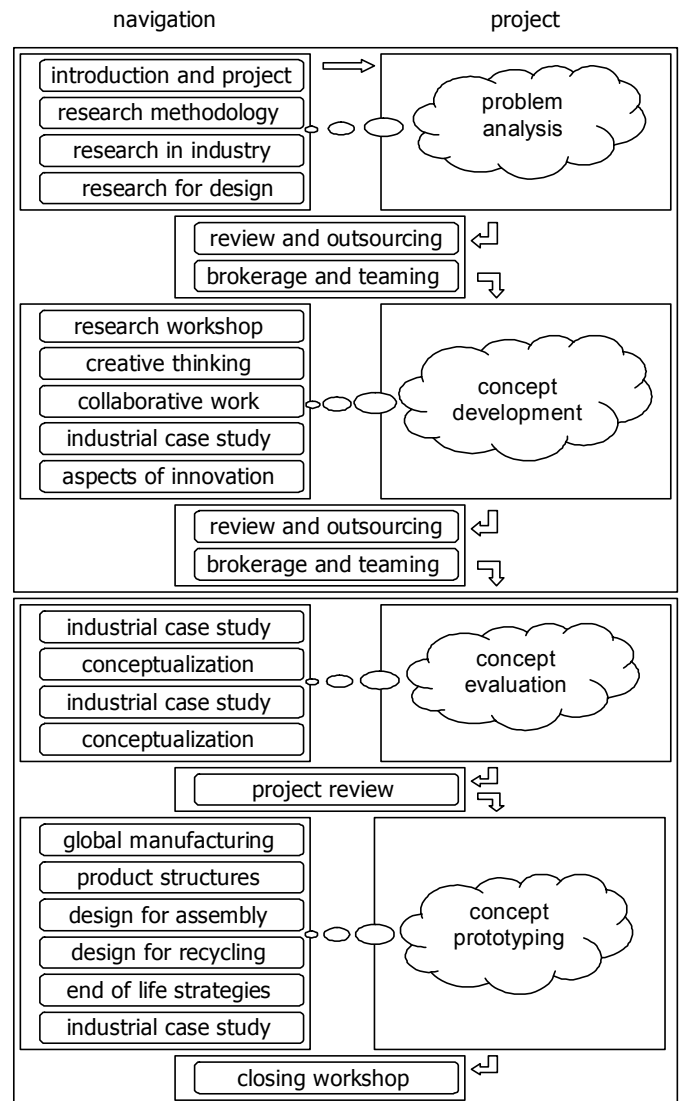 navigation
project
introduction and project
research methodology
research in industry
research for design
problem
analysis
review and outsourcing
brokerage and teaming
research workshop
creative thinking
collaborative work
industrial case study
aspects of innovation
concept
development
review and outsourcing
brokerage and teaming
industrial case study
conceptualization
industrial case study
conceptualization
concept
evaluation
project review
global manufacturing
product structures
design for assembly
design for recycling
end of life strategies
industrial case study
concept
prototyping
closing workshop